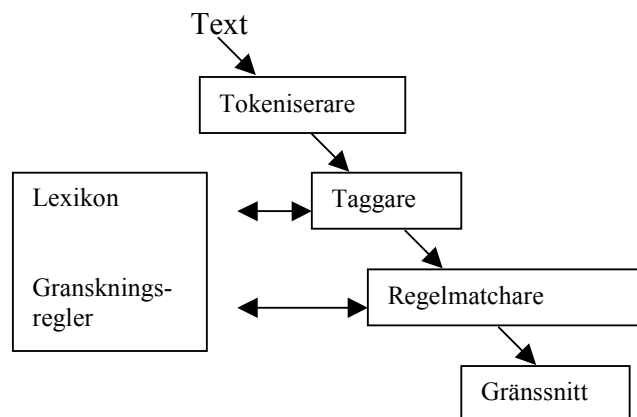 Text
Tokeniserare
Lexikon
Taggare
Gransknings-
regler
Regelmatchare
Gränssnitt